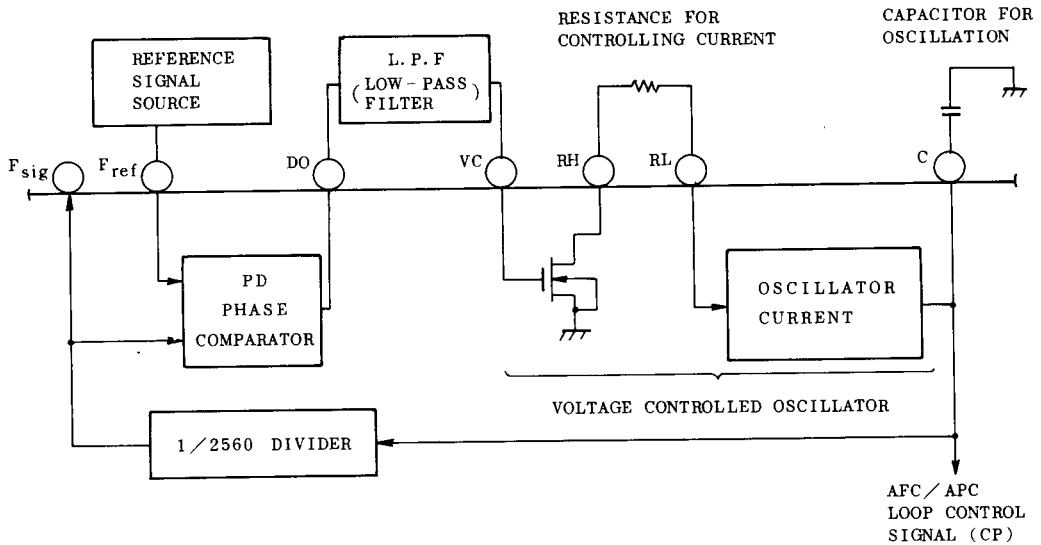 RESISTANCE FOR
CONTROLLING CURRENT
CAPACITOR FOR
OSCILLATION
REFERENCE
SIGNAL
SOURCE
L. P. F
(LOW-PASS
FILTER)
Fsig
Fref
DO
VC
RH
RL
C
PD
PHASE
COMPARATOR
OSCILLATOR
CURRENT
VOLTAGE CONTROLLED OSCILLATOR
1/2560 DIVIDER
AFC/APC
LOOP CONTROL
SIGNAL (CP)